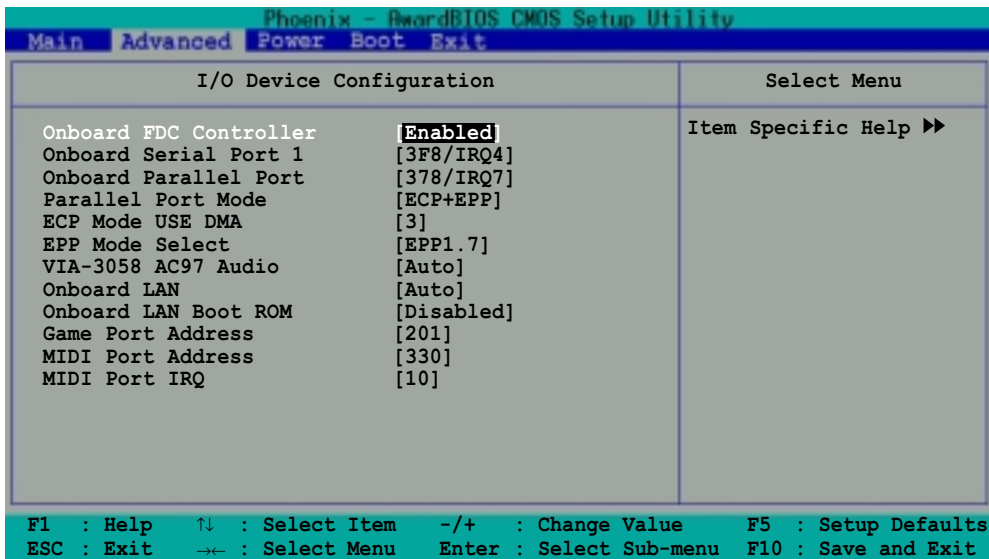 Phoenix - AwardBIOS CMOS Setup Utility
Main Advanced Power Boot Exit
I/O Device Configuration Select Menu
Onboard FDC Controller [Enabled] Item Specific Help ▶▶
Onboard Serial Port 1 [3F8/IRQ4]
Onboard Parallel Port [378/IRQ7]
Parallel Port Mode [ECP+EPP]
ECP Mode USE DMA [3]
EPP Mode Select [EPP1.7]
VIA-3058 AC97 Audio [Auto]
Onboard LAN [Auto]
Onboard LAN Boot ROM [Disabled]
Game Port Address [201]
MIDI Port Address [330]
MIDI Port IRQ [10]
F1 : Help ↑↓ : Select Item -/+ : Change Value F5 : Setup Defaults
ESC : Exit →← : Select Menu Enter : Select Sub-menu F10 : Save and Exit